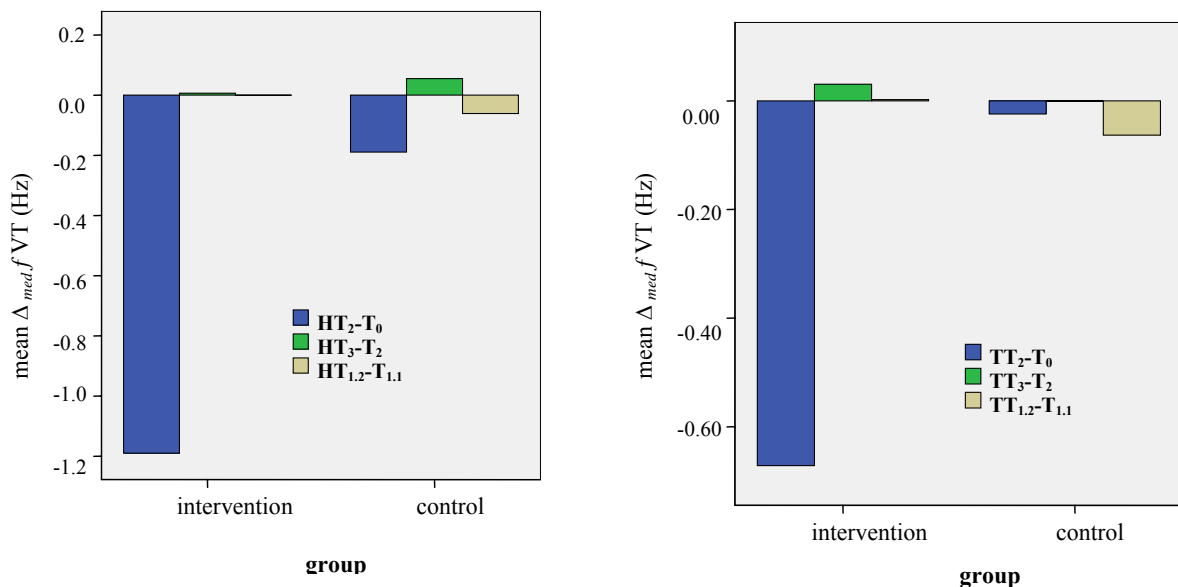 mean Δ med f VT (Hz)
0.2
0.0
-0.2
-0.4
-0.6
-0.8
-1.0
-1.2
HT2-T0
HT3-T2
HT1.2-T1.1
intervention control
group
mean Δ med f VT (Hz)
0.00
-0.20
-0.40
-0.60
TT2-T0
TT3-T2
TT1.2-T1.1
intervention control
group